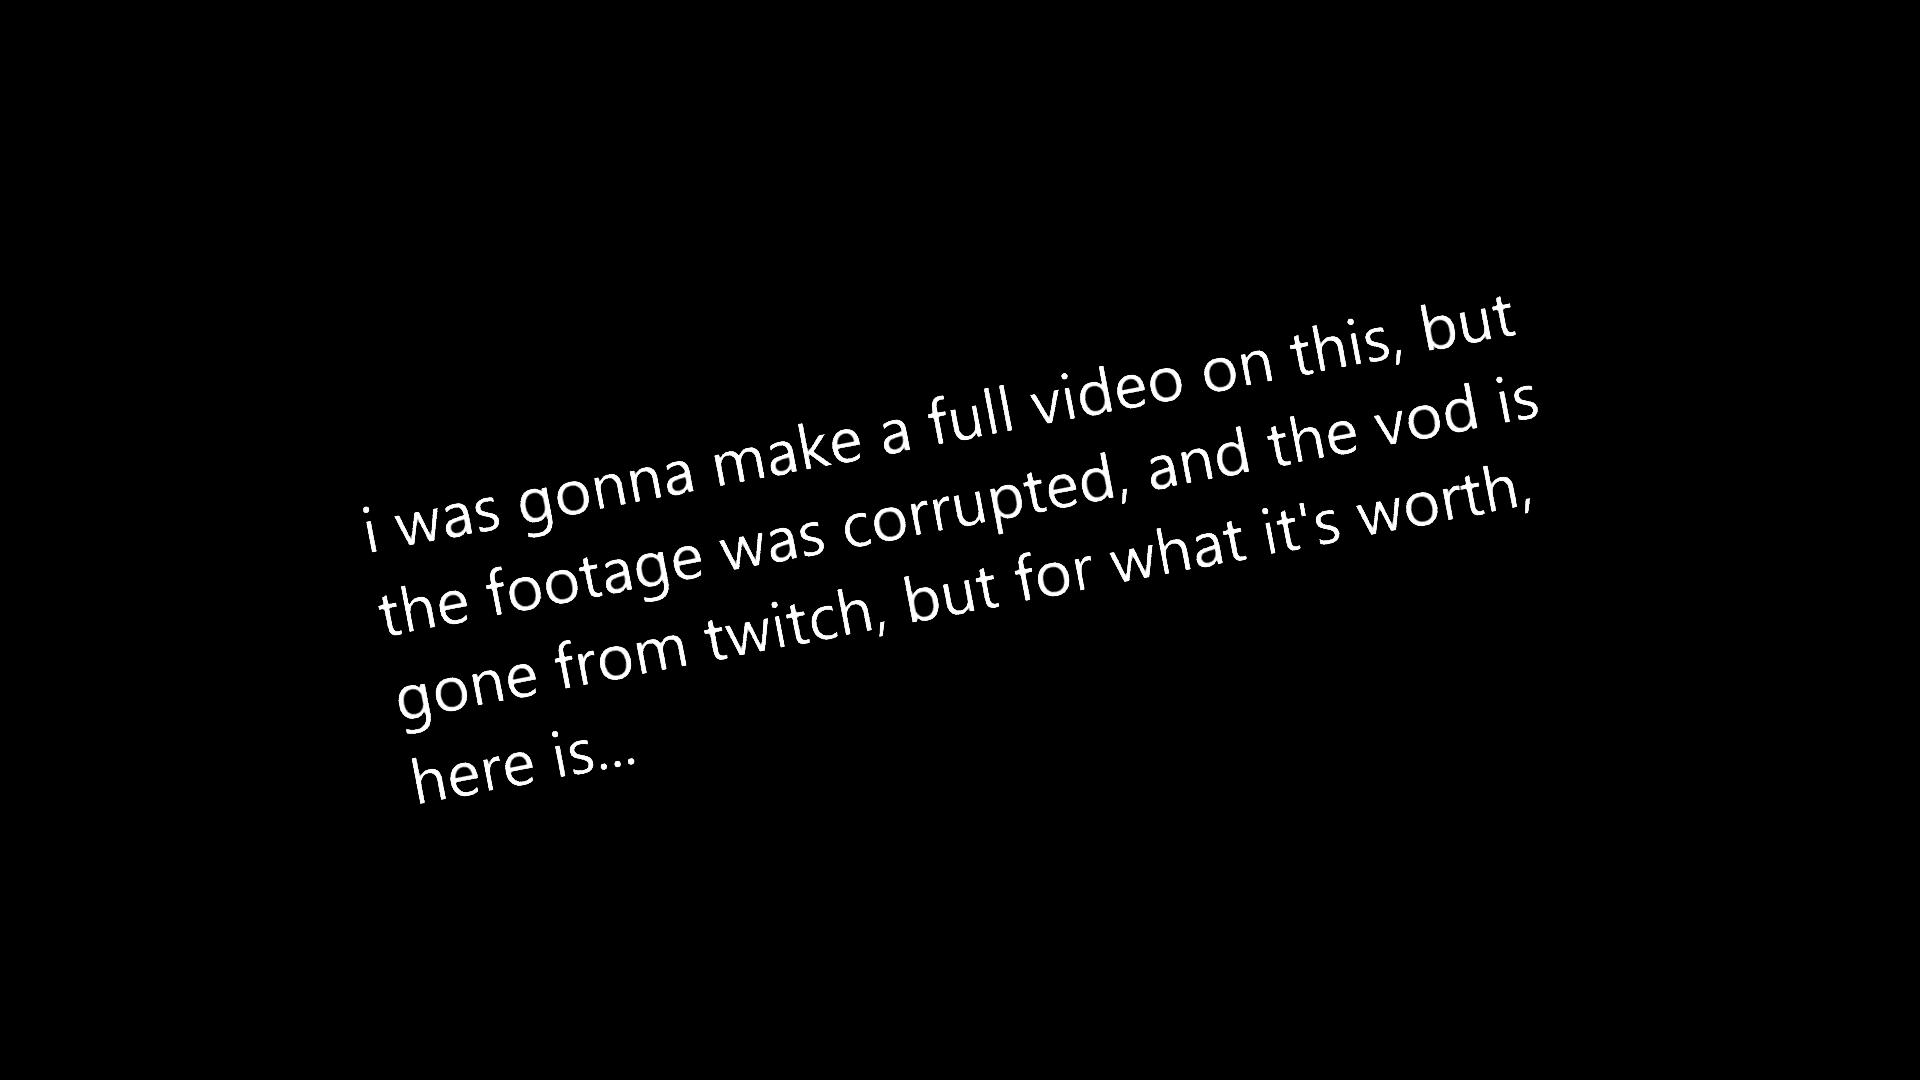 i was gonna make a full video on this, but
the footage was corrupted, and the vod is
gone from twitch, but for what it's worth,
here is...